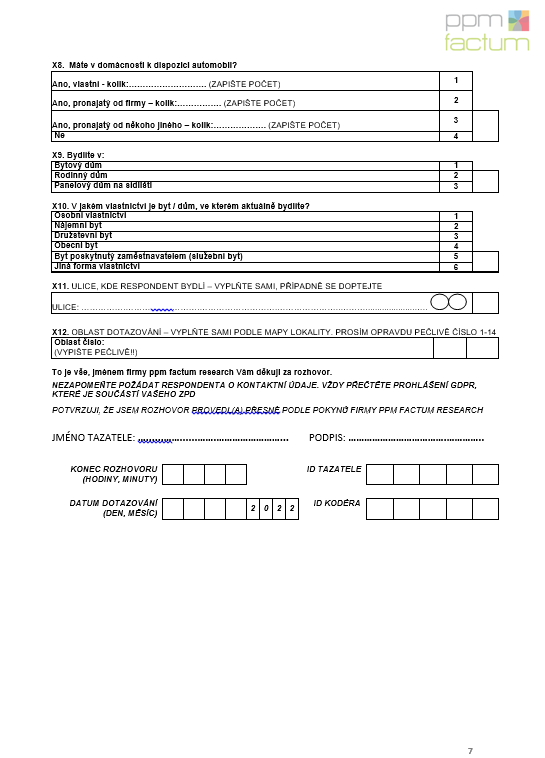 ppm
factum
X8. Máte v domácnosti k dispozici automobil?
Ano, vlastní - kolik:……………………… (ZAPIŠTE POČET) 1
Ano, pronajatý od firmy – kolik:……………. (ZAPIŠTE POČET) 2
Ano, pronajatý od někoho jiného – kolik:………………. (ZAPIŠTE POČET) 3
Ne 4
X9. Bydlíte v:
Bytový dům 1
Rodinný dům 2
Panelový dům na sídlišti 3
X10. V jakém vlastnictví je byt / dům, ve kterém aktuálně bydlíte?
Osobní vlastnictví 1
Nájemní byt 2
Družstevní byt 3
Obecní byt 4
Byt poskytnutý zaměstnavatelem (služební byt) 5
Jiná forma vlastnictví 6
X11. ULICE, KDE RESPONDENT BYDLÍ – VYPLŇTE SAMI, PŘÍPADNĚ SE DOPTEJTE
ULICE: ……………………………………………………………………………………
X12. OBLAST DOTAZOVÁNÍ – VYPLŇTE SAMI PODLE MAPY LOKALITY. PROSÍM OPRAVDU PEČLIVĚ ČÍSLO 1-14
Oblast číslo:
(VYPIŠTE PEČLIVĚ!!)
To je vše, jménem firmy ppm factum research Vám děkuji za rozhovor.
NEZAPOMEŇTE POŽÁDAT RESPONDENTA O KONTAKTNÍ ÚDAJE. VŽDY PŘEČTĚTE PROHLÁŠENÍ GDPR,
KTERÉ JE SOUČÁSTÍ VAŠEHO ZPD
POTVRZUJI, ŽE JSEM ROZHOVOR PROVEDL(A) PŘESNĚ PODLE POKYNŮ FIRMY PPM FACTUM RESEARCH
JMÉNO TAZATELE: …………………………………… PODPIS: …………………………………
KONEC ROZHOVORU ID TAZATELE
(HODINY, MINUTY)
DATUM DOTAZOVÁNÍ 2 0 2 2 ID KODÉRA
(DEN, MĚSÍC)
7